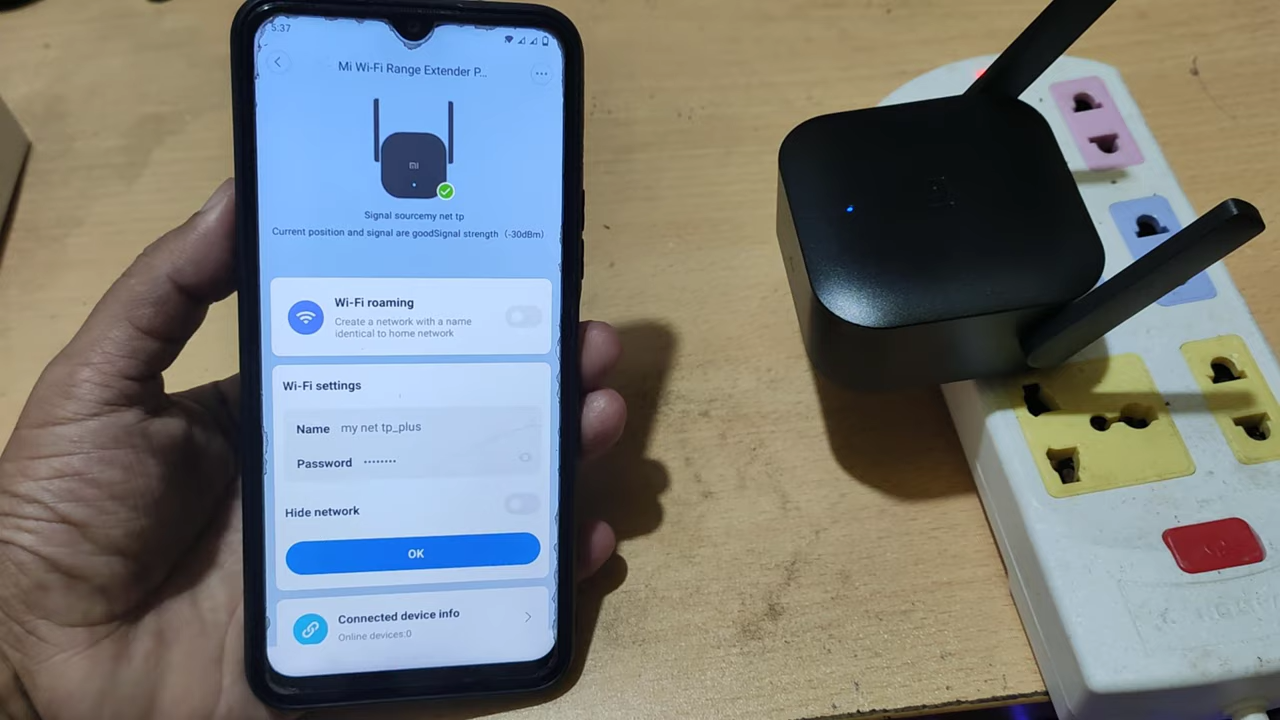 5:37
Mi Wi-Fi Range Extender P...
mi
Signal sourcemy net tp
Current position and signal are goodSignal strength (-30dBm)
Wi-Fi roaming
Create a network with a name
identical to home network
Wi-Fi settings
Name my net tp_plus
Password ••••••••
Hide network
OK
Connected device info
Online devices:0